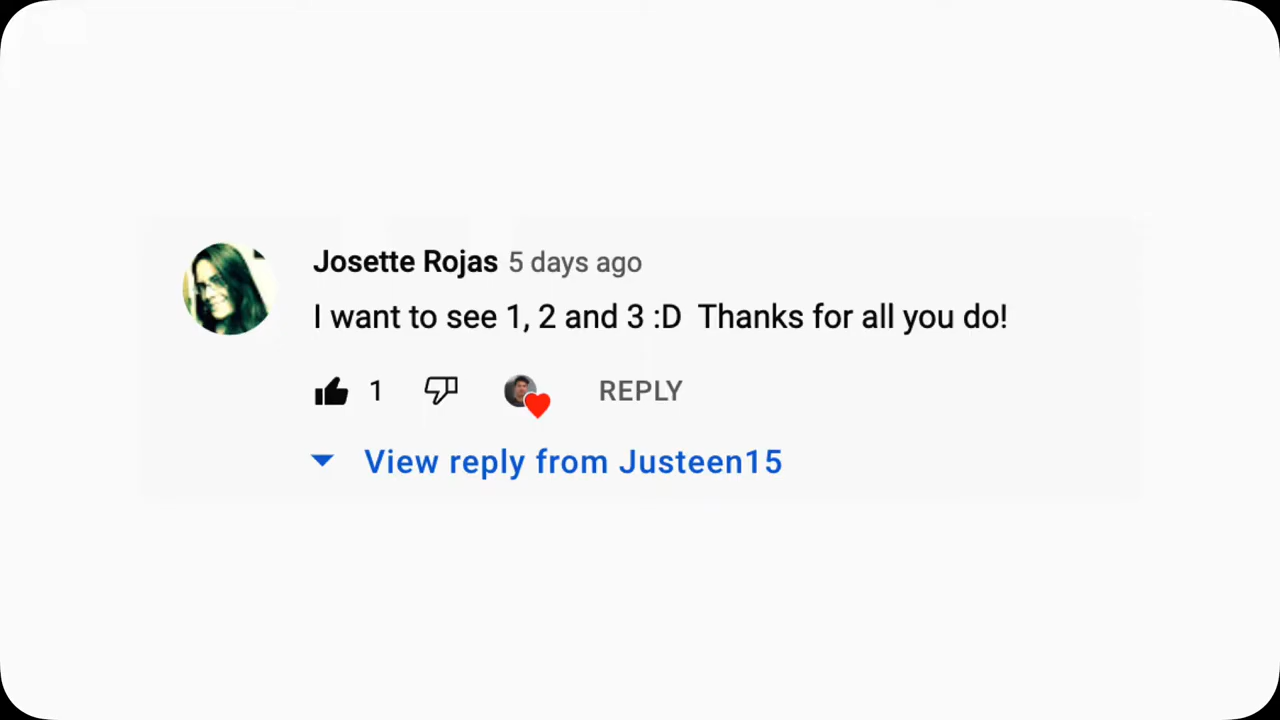 Josette Rojas 5 days ago
I want to see 1, 2 and 3 :D  Thanks for all you do!
1 REPLY
View reply from Justeen15